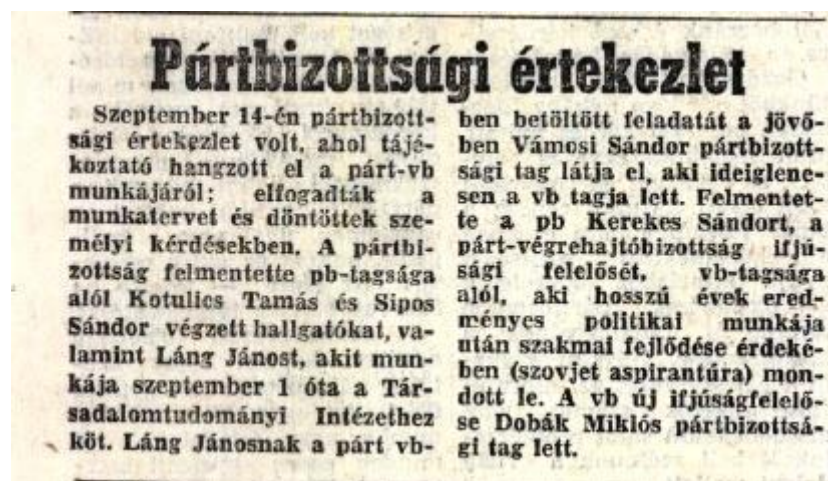 Pártbizottsági értekezlet
Szeptember 14-én pártbizott-
sági értekezlet volt, ahol tájé-
koztató hangzott el a párt-vb
munkájáról; elfogadták a
munkatervet és döntöttek sze-
mélyi kérdésekben. A pártbi-
zottság felmentette pb-tagsága
alól Kotulics Tamás és Sipos
Sándor végzett hallgatókat, va-
lamint Láng Jánost, akit mun-
kája szeptember 1 óta a Tár-
sadalomtudományi Intézethez
köt. Láng Jánosnak a párt vb-
ben betöltött feladatát a jövő-
ben Vámosi Sándor pártbizott-
sági tag látja el, aki ideiglene-
sen a vb tagja lett. Felmentet-
te a pb Kerekes Sándort, a
párt-végrehajtóbizottság ifjú-
sági felelősét, vb-tagsága
alól, aki hosszú évek ered-
ményes politikai munkája
után szakmai fejlődése érdeké-
ben (szovjet aspirantúra) mon-
dott le. A vb új ifjúságfelelő-
se Dobák Miklós pártbizottsá-
gi tag lett.